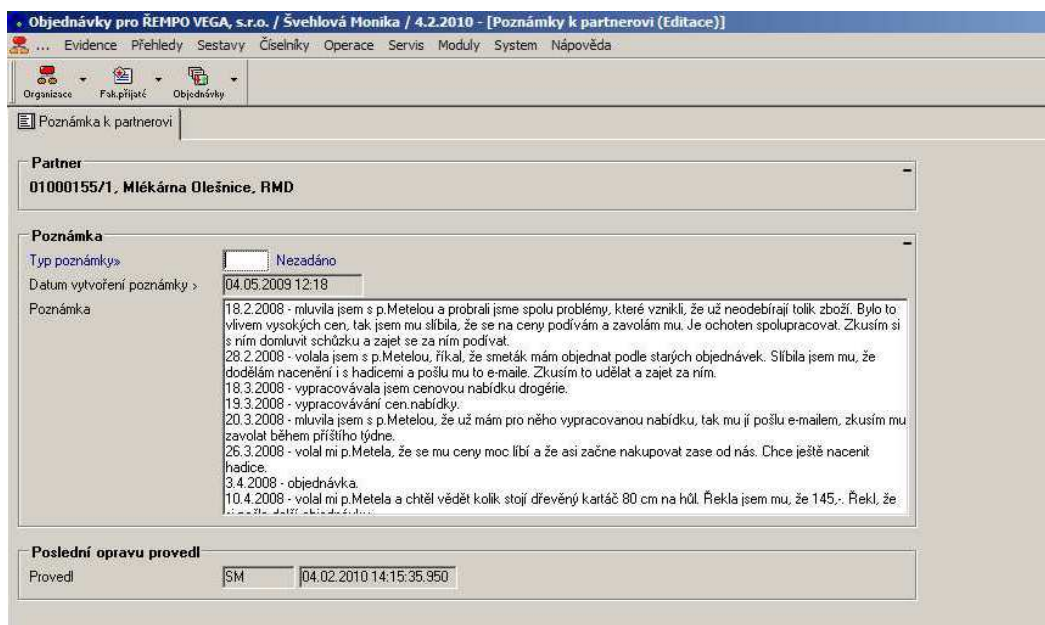 Objednávky pro ŘEMPO VEGA, s.r.o. / Švehlová Monika / 4.2.2010 - [Poznámky k partnerovi (Editace)]
... Evidence Přehledy Sestavy Číselníky Operace Servis Moduly System Nápověda
Organizace Fak.přijaté Objednávky
Poznámka k partnerovi
Partner
01000155/1, Mlékárna Olešnice, RMD
Poznámka
Typ poznámky» Nezadáno
Datum vytvoření poznámky > 04.05.2009 12:18
Poznámka
18.2.2008 - mluvila jsem s p.Metelou a probrali jsme spolu problémy, které vznikli, že už neodebírají tolik zboží. Bylo to
vlivem vysokých cen, tak jsem mu slíbila, že se na ceny podívám a zavolám mu. Je ochoten spolupracovat. Zkusím si
s ním domluvit schůzku a zajet se za ním podívat.
28.2.2008 - volala jsem s p.Metelou, říkal, že smeták mám objednat podle starých objednávek. Slíbila jsem mu, že
dodělám nacenění i s hadicemi a pošlu mu to e-maile. Zkusím to udělat a zajet za ním.
18.3.2008 - vypracovávala jsem cenovou nabídku drogérie.
19.3.2008 - vypracovávání cen.nabídky.
20.3.2008 - mluvila jsem s p.Metelou, že už mám pro něho vypracovanou nabídku, tak mu jí pošlu e-mailem, zkusím mu
zavolat během příštího týdne.
26.3.2008 - volal mi p.Metela, že se mu ceny moc líbí a že asi začne nakupovat zase od nás. Chce ještě nacenit
hadice.
3.4.2008 - objednávka.
10.4.2008 - volal mi p.Metela a chtěl vědět kolik stojí dřevěný kartáč 80 cm na hůl. Řekla jsem mu, že 145,-. Řekl, že
Poslední opravu provedl
Provedl SM 04.02.2010 14:15:35.950